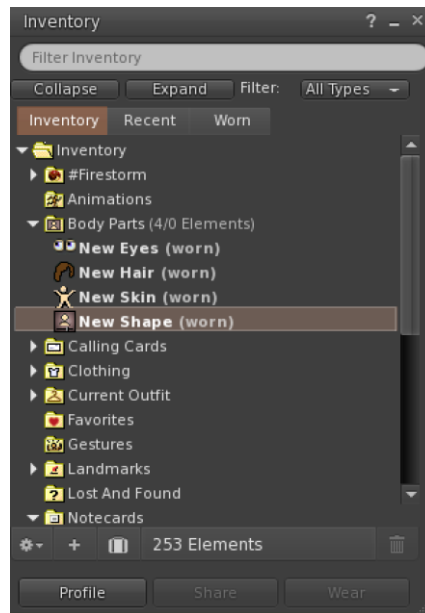 Inventory ? _ ×
Filter Inventory
Collapse Expand Filter: All Types
Inventory Recent Worn
Inventory
#Firestorm
Animations
Body Parts (4/0 Elements)
New Eyes (worn)
New Hair (worn)
New Skin (worn)
New Shape (worn)
Calling Cards
Clothing
Current Outfit
Favorites
Gestures
Landmarks
Lost And Found
Notecards
+ 253 Elements
Profile Share Wear